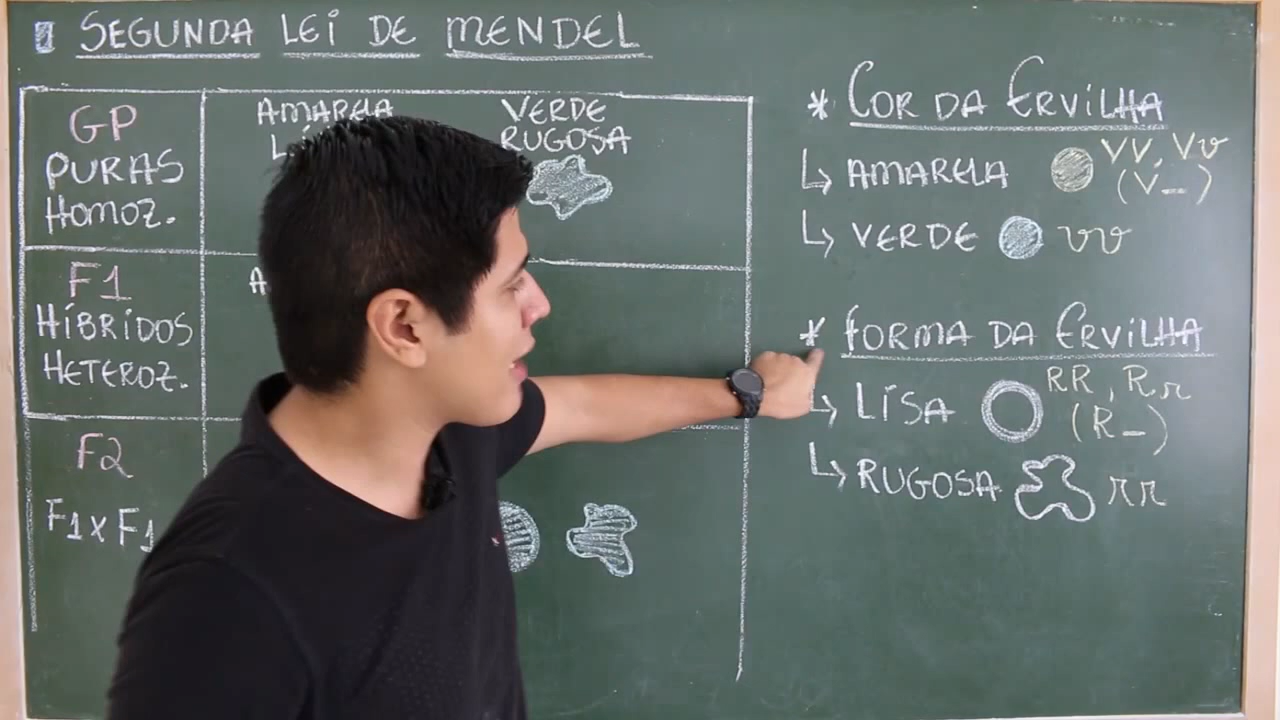 SEGUNDA LEI DE MENDEL
GP
PURAS
HOMOZ.
AMARELA
VERDE
RUGOSA
F1
HÍBRIDOS
HETEROZ.
F2
F1 x F1
* COR DA ERVILHA
↳ AMARELA VV, Vv
(V_)
↳ VERDE vv
* FORMA DA ERVILHA
↳ LISA RR, Rr
(R_)
↳ RUGOSA rr